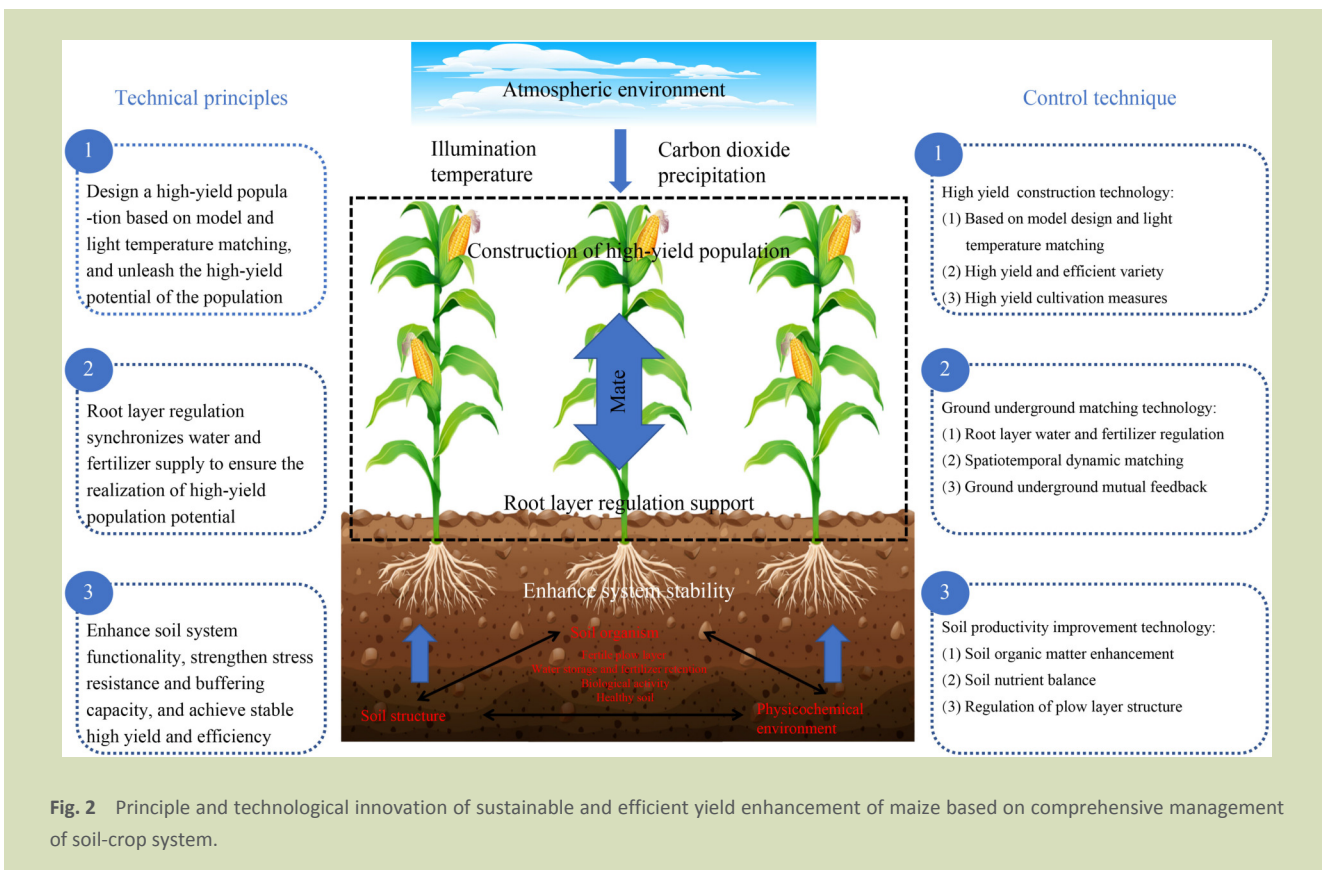 Technical principles
1
Design a high-yield popula
-tion based on model and
light temperature matching,
and unleash the high-yield
potential of the population
2
Root layer regulation
synchronizes water and
fertilizer supply to ensure the
realization of high-yield
population potential
3
Enhance soil system
functionality, strengthen stress
resistance and buffering
capacity, and achieve stable
high yield and efficiency
Atmospheric environment
Illumination
temperature
Carbon dioxide
precipitation
Construction of high-yield population
Mate
Root layer regulation support
Enhance system stability
Soil organism
Fertile plow layer
Water storage and fertilizer
Biological activity
Healthy soil
Soil structure
Physicochemical
environment
Control technique
1
High yield construction technology:
(1) Based on model design and light
temperature matching
(2) High yield and efficient variety
(3) High yield cultivation measures
2
Ground underground matching technology:
(1) Root layer water and fertilizer regulation
(2) Spatiotemporal dynamic matching
(3) Ground underground mutual feedback
3
Soil productivity improvement technology:
(1) Soil organic matter enhancement
(2) Soil nutrient balance
(3) Regulation of plow layer structure
Fig. 2 Principle and technological innovation of sustainable and efficient yield enhancement of maize based on comprehensive management
of soil-crop system.